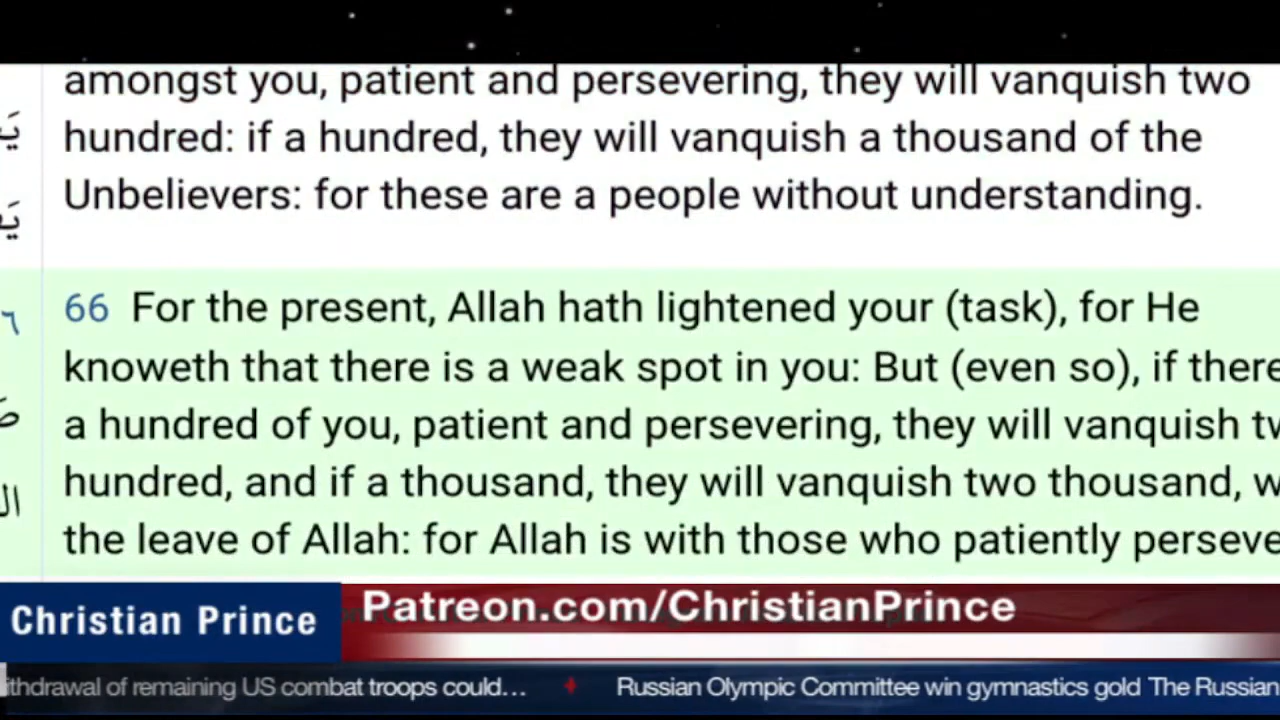 amongst you, patient and persevering, they will vanquish two
hundred: if a hundred, they will vanquish a thousand of the
Unbelievers: for these are a people without understanding.
66 For the present, Allah hath lightened your (task), for He
knoweth that there is a weak spot in you: But (even so), if there
a hundred of you, patient and persevering, they will vanquish
hundred, and if a thousand, they will vanquish two thousand,
the leave of Allah: for Allah is with those who patiently perseve
Christian Prince
Patreon.com/ChristianPrince
ithdrawal of remaining US combat troops could... Russian Olympic Committee win gymnastics gold The Russian